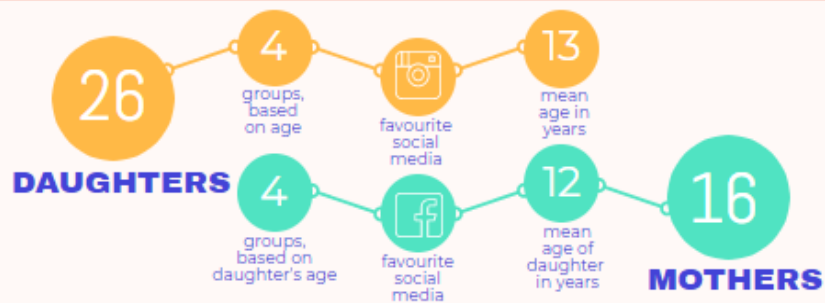 26
DAUGHTERS
4
groups,
based
on age
favourite
social
media
13
mean
age in
years
4
groups,
based on
daughter's age
f
favourite
social
media
12
mean
age of
daughter
in years
16
MOTHERS